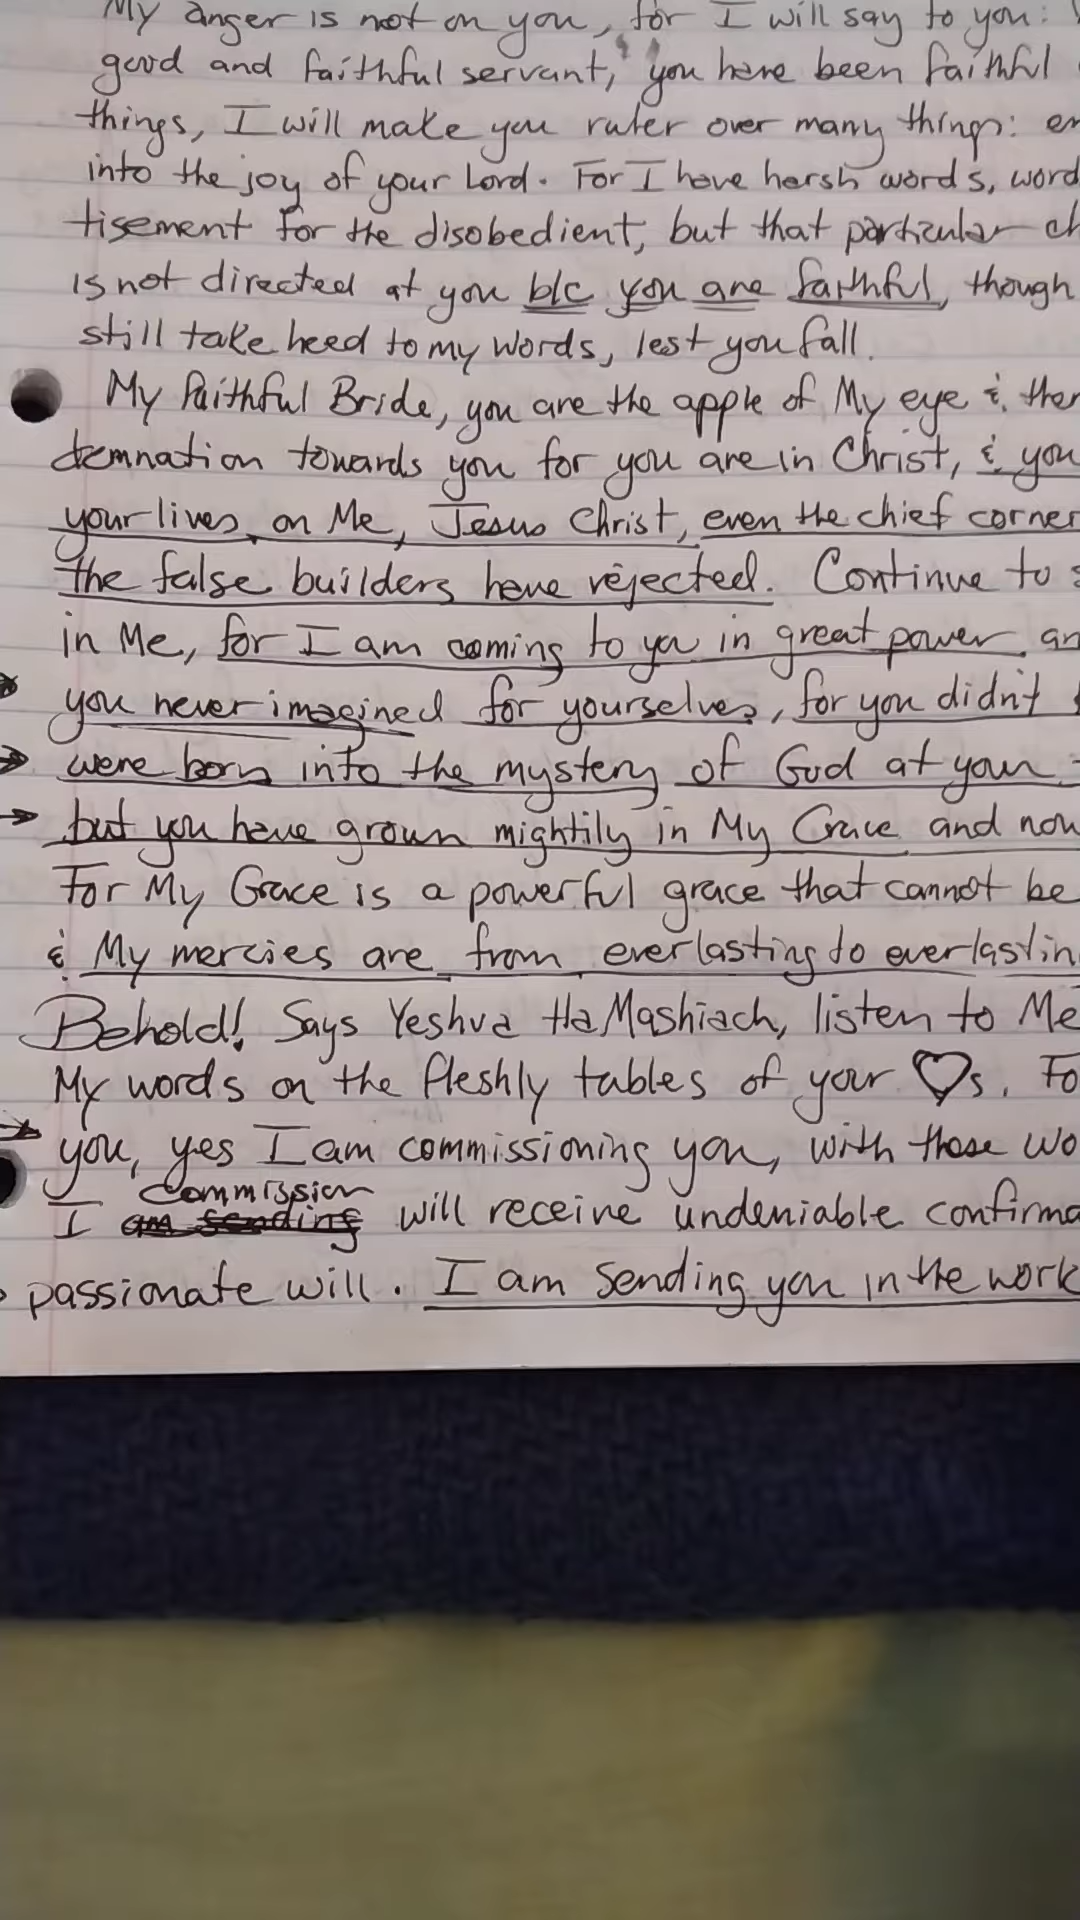 My anger is not on you, for I will say to you:
good and faithful servant, you have been faithful
things, I will make you ruler over many things: en
into the joy of your Lord. For I have harsh words, word
tisement for the disobedient, but that particular ch
is not directed at you b/c you are faithful, though
still take heed to my words, lest you fall.
My Faithful Bride, you are the apple of My eye & ther
demnation towards you for you are in Christ, & you
your lives on Me, Jesus Christ, even the chief corner
the false builders have rejected. Continue to s
in Me, for I am coming to you in great power an
you never imagined for yourselves, for you didn't
were born into the mystery of God at your
but you have grown mightily in My Grace and now
For My Grace is a powerful grace that cannot be
& My mercies are from everlasting to everlastin
Behold! Says Yeshua Ha Mashiach, listen to Me
My words on the fleshly tables of your ♡s. Fo
you, yes I am commissioning you, with those wo
commission
I am sending will receive undeniable confirma
passionate will. I am sending you in the work